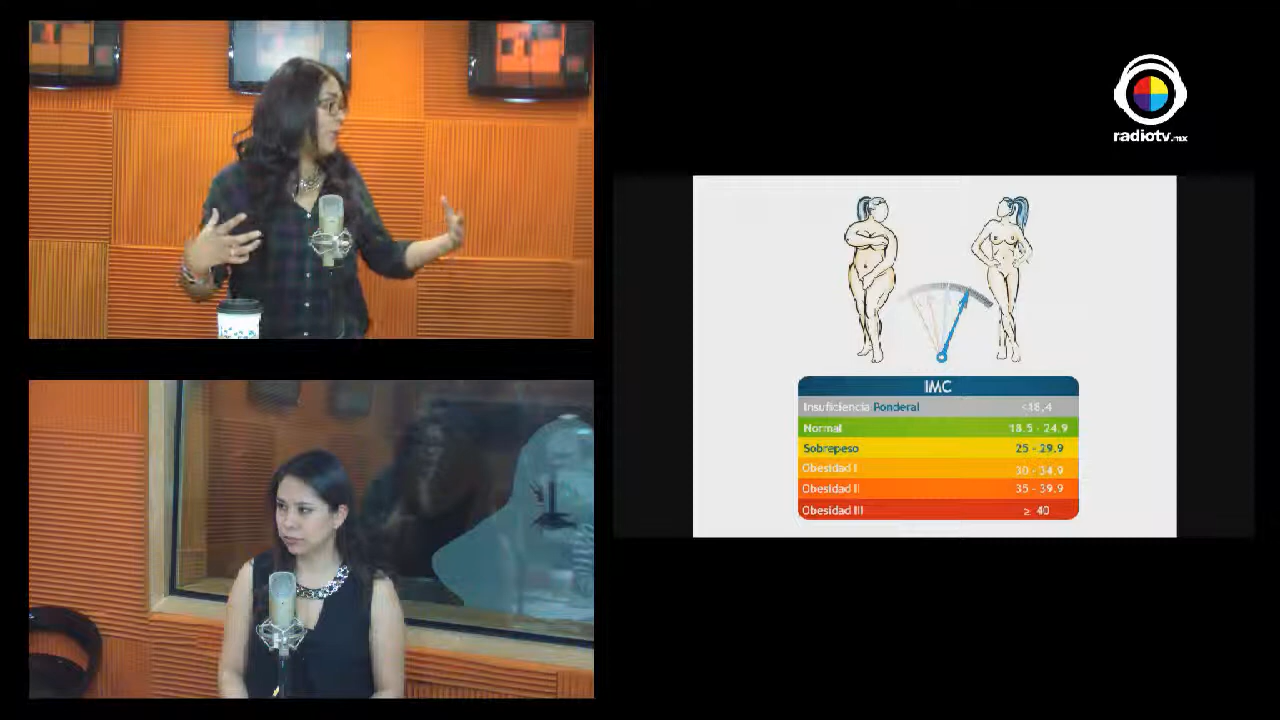 radiotv.mx
IMC
Insuficiencia Ponderal <18,4
Normal 18.5 - 24.9
Sobrepeso 25 - 29.9
Obesidad I 30 - 34.9
Obesidad II 35 - 39.9
Obesidad III ≥ 40